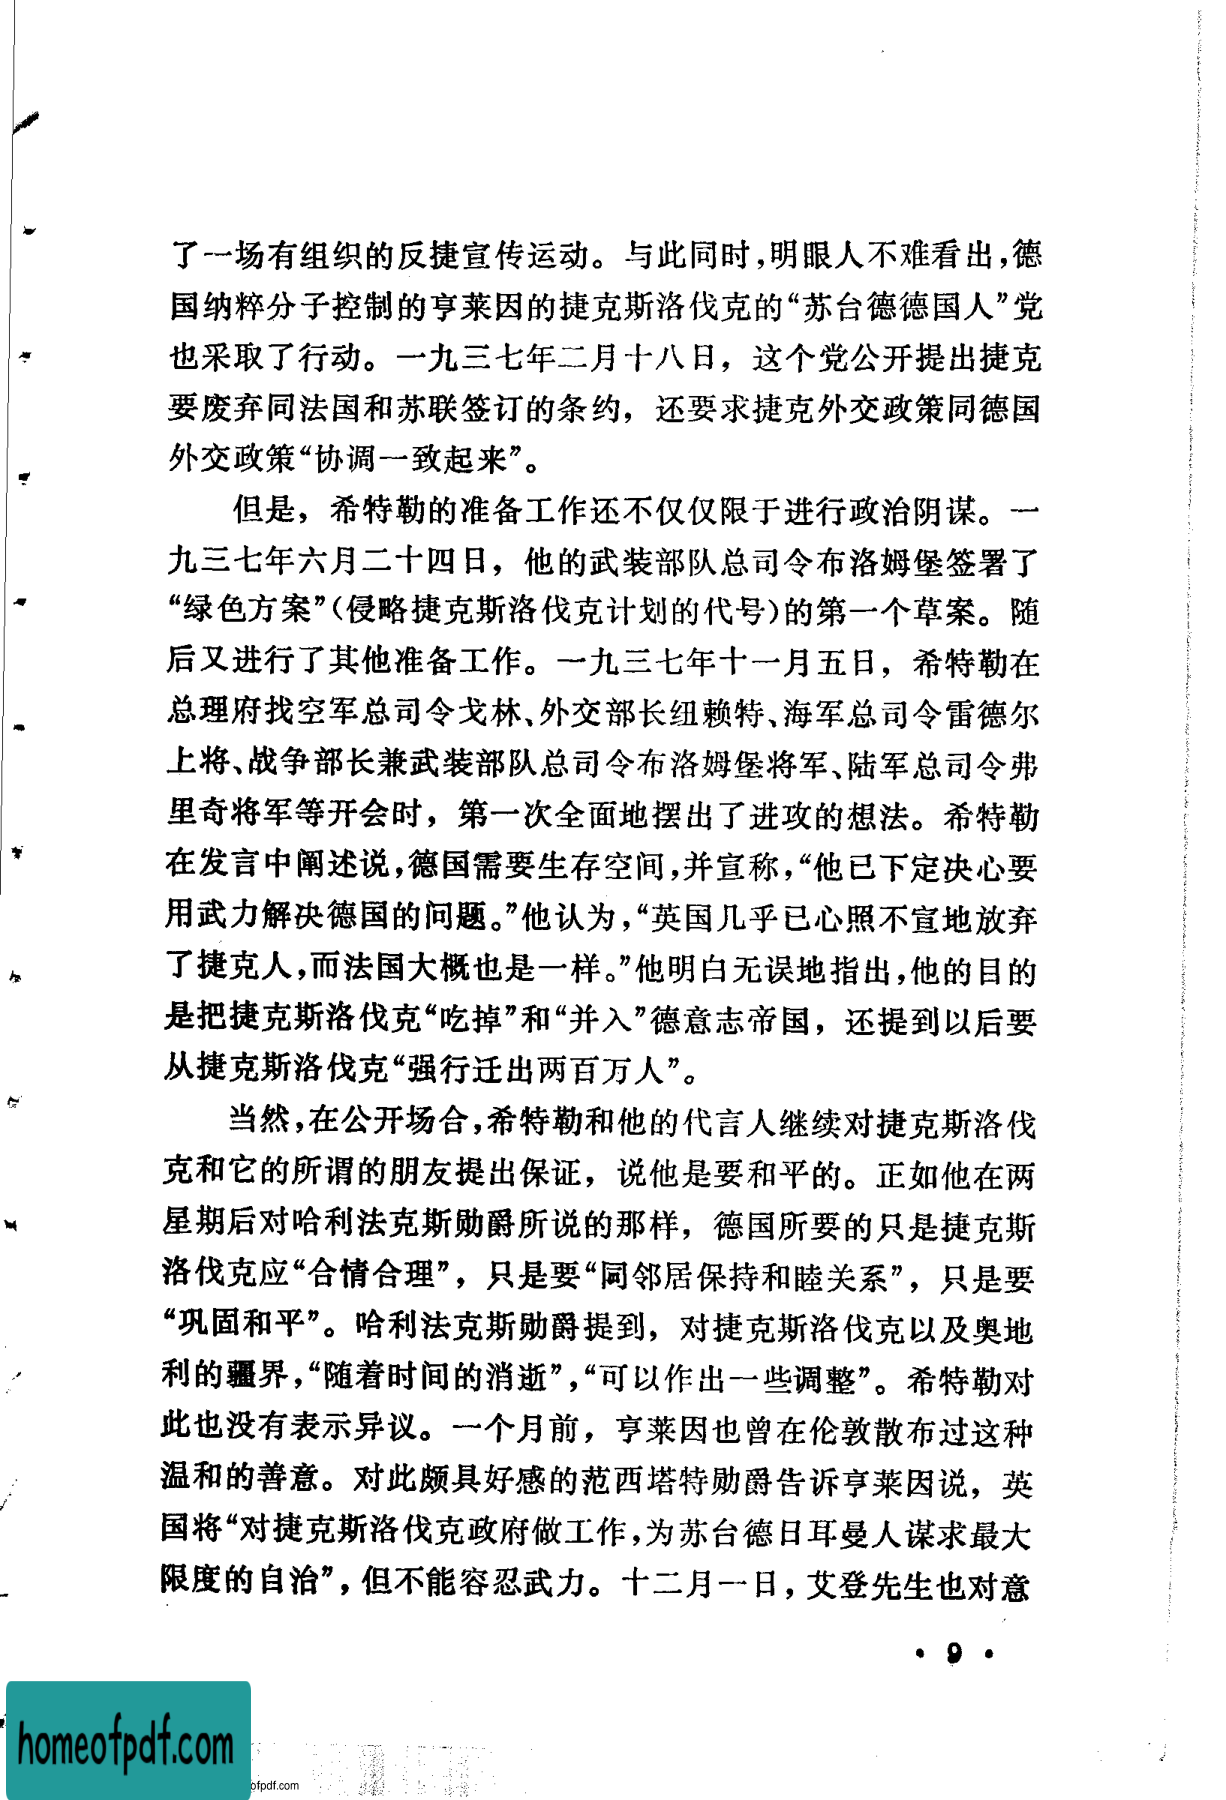 了一场有组织的反捷宣传运动。与此同时，明眼人不难看出，德
国纳粹分子控制的亨莱因的捷克斯洛伐克的“苏台德德国人”党
也采取了行动。一九三七年二月十八日，这个党公开提出捷克
要废弃同法国和苏联签订的条约，还要求捷克外交政策同德国
外交政策“协调一致起来”。
但是，希特勒的准备工作还不仅仅限于进行政治阴谋。一
九三七年六月二十四日，他的武装部队总司令布洛姆堡签署了
“绿色方案”（侵略捷克斯洛伐克计划的代号）的第一个草案。随
后又进行了其他准备工作。一九三七年十一月五日，希特勒在
总理府找空军总司令戈林、外交部长纽赖特、海军总司令雷德尔
上将、战争部长兼武装部队总司令布洛姆堡将军、陆军总司令弗
里奇将军等开会时，第一次全面地摆出了进攻的想法。希特勒
在发言中阐述说，德国需要生存空间，并宣称，“他已下定决心要
用武力解决德国的问题。”他认为，“英国几乎已心照不宣地放弃
了捷克人，而法国大概也是一样。”他明白无误地指出，他的目的
是把捷克斯洛伐克“吃掉”和“并入”德意志帝国，还提到以后要
从捷克斯洛伐克“强行迁出两百万人”。
当然，在公开场合，希特勒和他的代言人继续对捷克斯洛伐
克和它的所谓的朋友提出保证，说他是要和平的。正如他在两
星期后对哈利法克斯勋爵所说的那样，德国所要的只是捷克斯
洛伐克应“合情合理”，只是要“同邻居保持和睦关系”，只是要
“巩固和平”。哈利法克斯勋爵提到，对捷克斯洛伐克以及奥地
利的疆界，“随着时间的消逝”，“可以作出一些调整”。希特勒对
此也没有表示异议。一个月前，亨莱因也曾在伦敦散布过这种
温和的善意。对此颇具好感的范西塔特勋爵告诉亨莱因说，英
国将“对捷克斯洛伐克政府做工作，为苏台德日耳曼人谋求最大
限度的自治”，但不能容忍武力。十二月一日，艾登先生也对意
• 9 •
homeofpdf.com
ofpdf.com